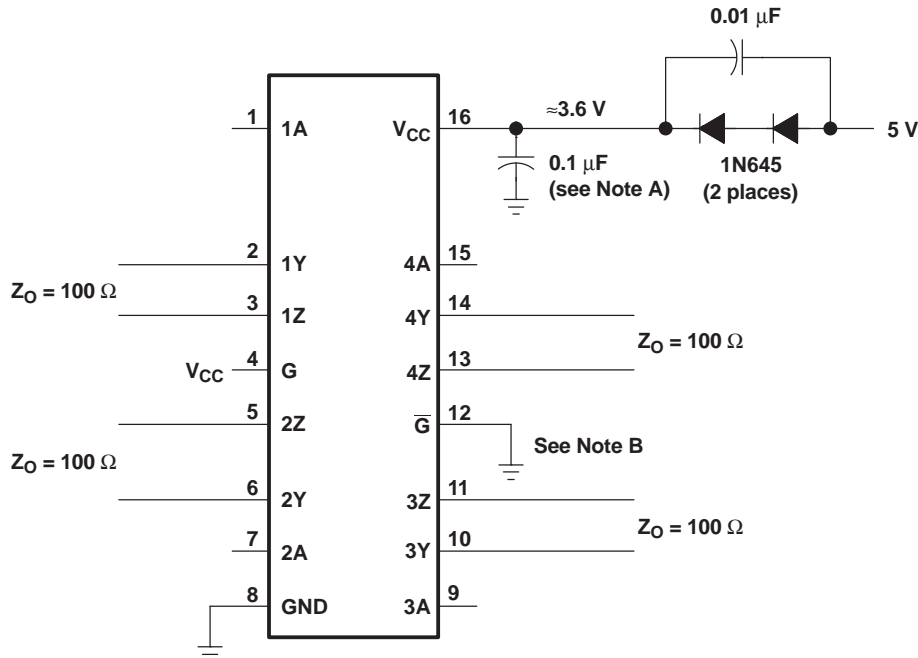 0.01 μF
1 1A VCC 16 ≈3.6 V 5 V
0.1 μF
(see Note A)
1N645
(2 places)
2 1Y 4A 15
ZO = 100 Ω
3 1Z 4Y 14
ZO = 100 Ω
VCC 4 G 4Z 13
5 2Z G̅ 12
See Note B
ZO = 100 Ω
6 2Y 3Z 11
ZO = 100 Ω
7 2A 3Y 10
8 GND 3A 9